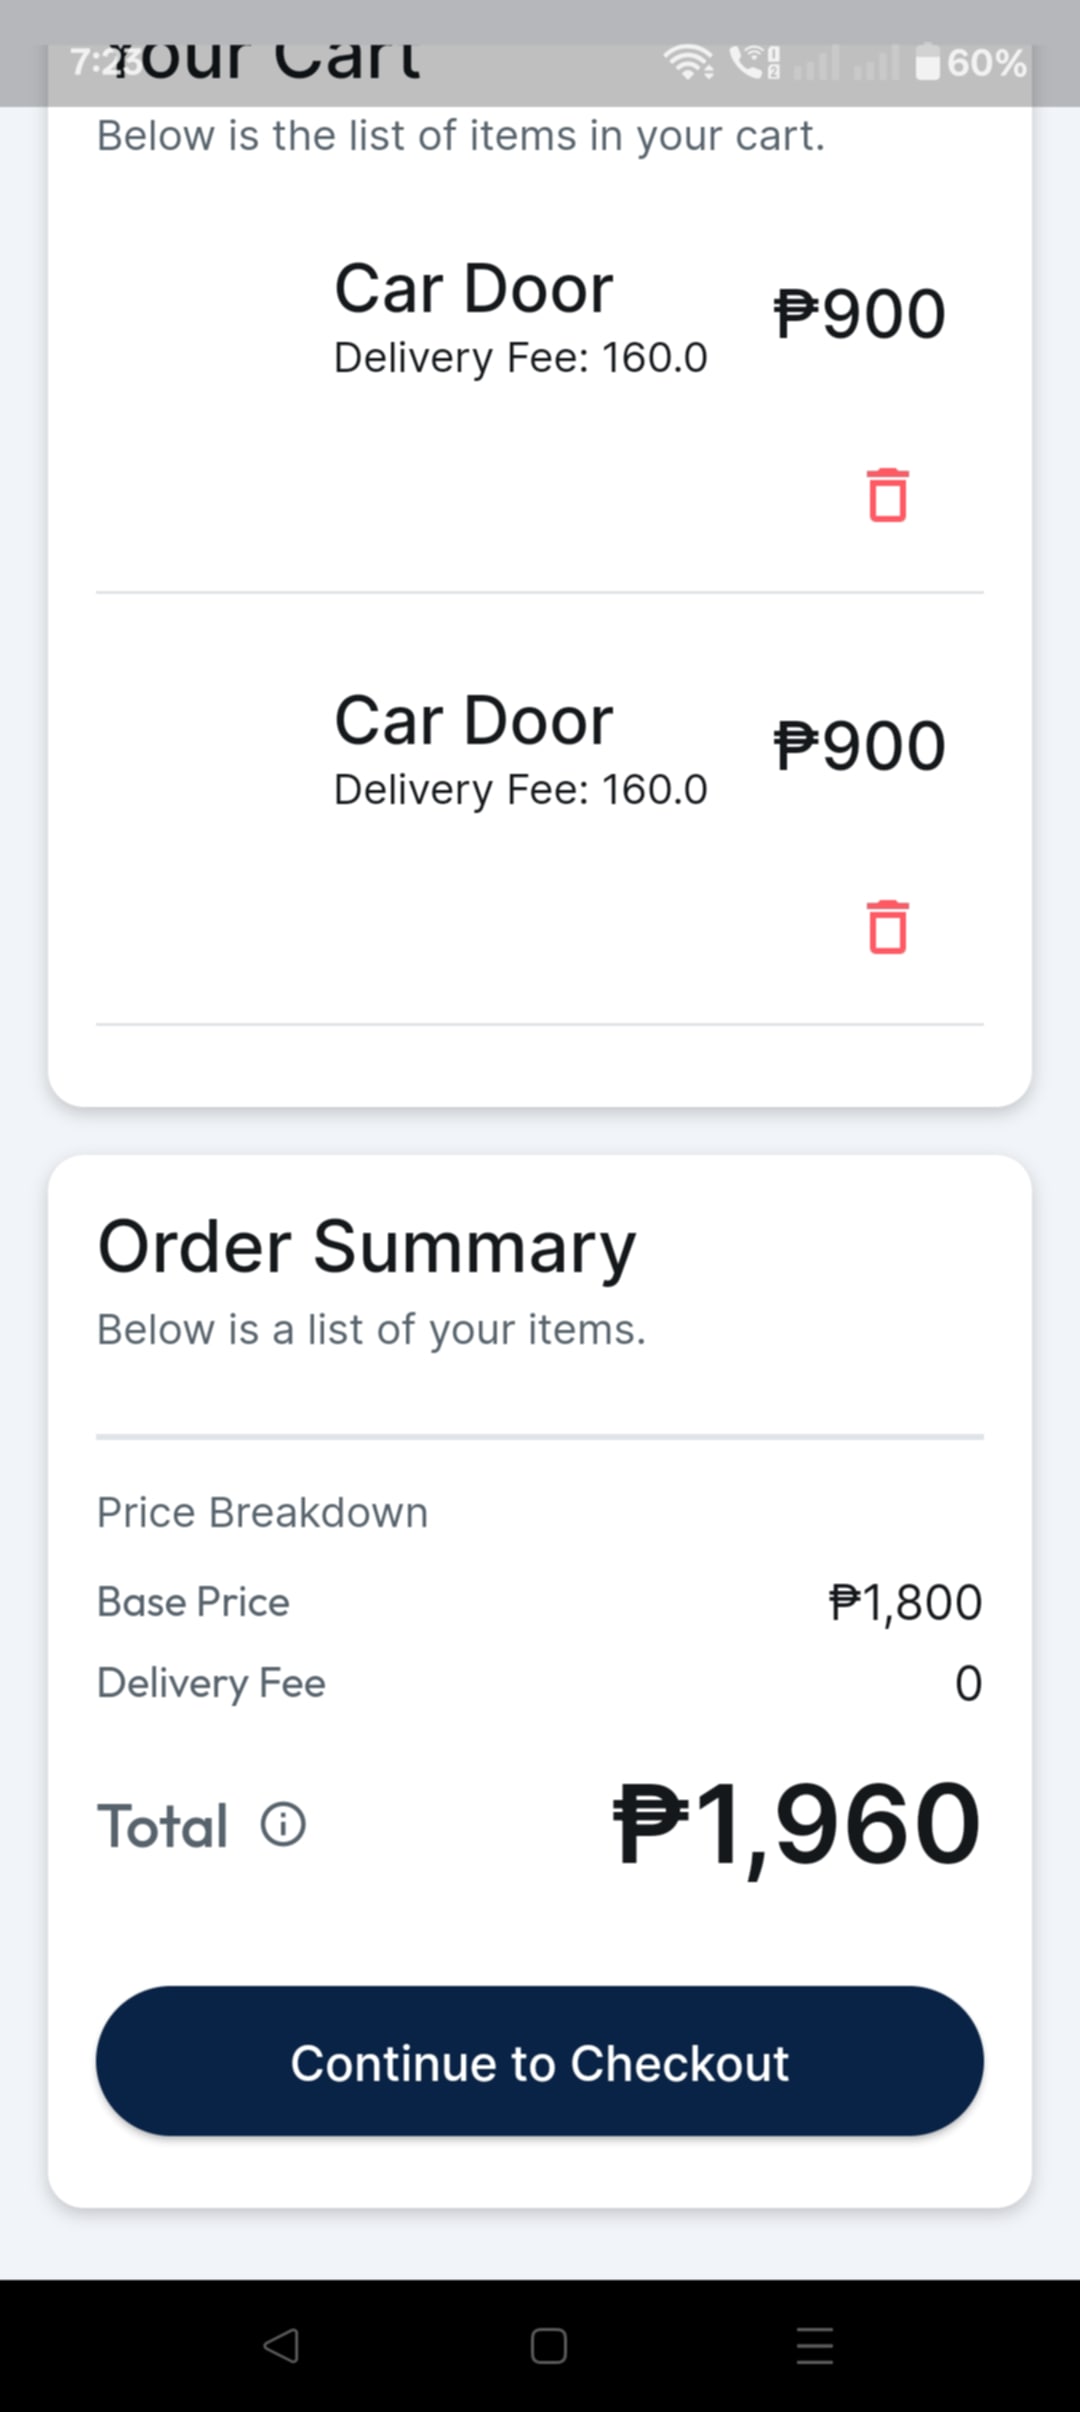 7:23
Your Cart
60%
Below is the list of items in your cart.
Car Door
₱900
Delivery Fee: 160.0
Car Door
₱900
Delivery Fee: 160.0
Order Summary
Below is a list of your items.
Price Breakdown
Base Price ₱1,800
Delivery Fee 0
Total ₱1,960
Continue to Checkout